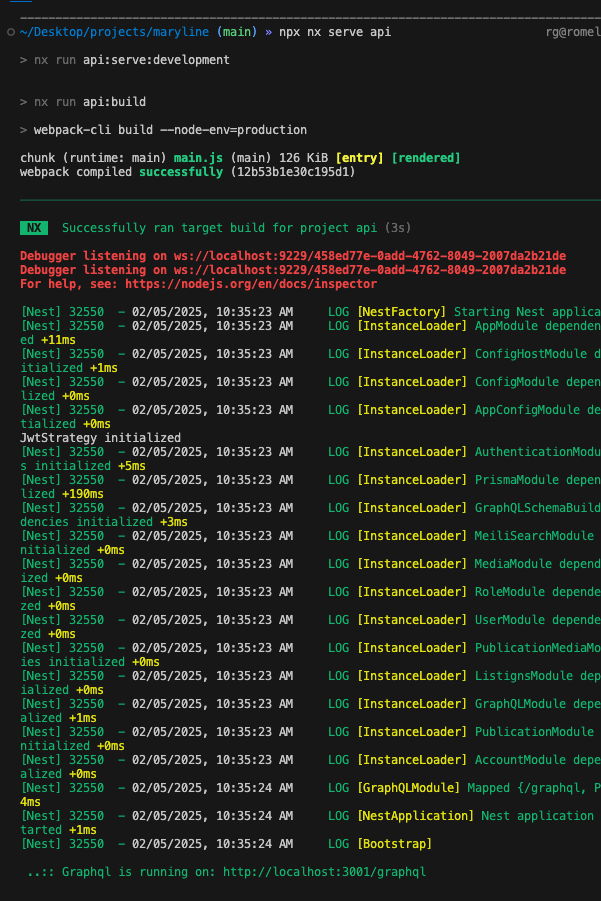 ~/Desktop/projects/maryline (main) » npx nx serve api rg@romel
> nx run api:serve:development
> nx run api:build
> webpack-cli build --node-env=production
chunk (runtime: main) main.js (main) 126 KiB [entry] [rendered]
webpack compiled successfully (12b53b1e30c195d1)
NX Successfully ran target build for project api (3s)
Debugger listening on ws://localhost:9229/458ed77e-0add-4762-8049-2007da2b21de
Debugger listening on ws://localhost:9229/458ed77e-0add-4762-8049-2007da2b21de
For help, see: https://nodejs.org/en/docs/inspector
[Nest] 32550 - 02/05/2025, 10:35:23 AM LOG [NestFactory] Starting Nest applica
[Nest] 32550 - 02/05/2025, 10:35:23 AM LOG [InstanceLoader] AppModule dependen
ed +11ms
[Nest] 32550 - 02/05/2025, 10:35:23 AM LOG [InstanceLoader] ConfigHostModule d
itialized +1ms
[Nest] 32550 - 02/05/2025, 10:35:23 AM LOG [InstanceLoader] ConfigModule depen
lized +0ms
[Nest] 32550 - 02/05/2025, 10:35:23 AM LOG [InstanceLoader] AppConfigModule de
tialized +0ms
JwtStrategy initialized
[Nest] 32550 - 02/05/2025, 10:35:23 AM LOG [InstanceLoader] AuthenticationModu
s initialized +5ms
[Nest] 32550 - 02/05/2025, 10:35:23 AM LOG [InstanceLoader] PrismaModule depen
lized +190ms
[Nest] 32550 - 02/05/2025, 10:35:23 AM LOG [InstanceLoader] GraphQLSchemaBuild
dencies initialized +3ms
[Nest] 32550 - 02/05/2025, 10:35:23 AM LOG [InstanceLoader] MeiliSearchModule
nitialized +0ms
[Nest] 32550 - 02/05/2025, 10:35:23 AM LOG [InstanceLoader] MediaModule depend
ized +0ms
[Nest] 32550 - 02/05/2025, 10:35:23 AM LOG [InstanceLoader] RoleModule depende
zed +0ms
[Nest] 32550 - 02/05/2025, 10:35:23 AM LOG [InstanceLoader] UserModule depende
zed +0ms
[Nest] 32550 - 02/05/2025, 10:35:23 AM LOG [InstanceLoader] PublicationMediaMo
ies initialized +0ms
[Nest] 32550 - 02/05/2025, 10:35:23 AM LOG [InstanceLoader] ListignsModule dep
ialized +0ms
[Nest] 32550 - 02/05/2025, 10:35:23 AM LOG [InstanceLoader] GraphQLModule depe
alized +1ms
[Nest] 32550 - 02/05/2025, 10:35:23 AM LOG [InstanceLoader] PublicationModule
nitialized +0ms
[Nest] 32550 - 02/05/2025, 10:35:23 AM LOG [InstanceLoader] AccountModule depe
alized +0ms
[Nest] 32550 - 02/05/2025, 10:35:24 AM LOG [GraphQLModule] Mapped {/graphql, P
4ms
[Nest] 32550 - 02/05/2025, 10:35:24 AM LOG [NestApplication] Nest application
tarted +1ms
[Nest] 32550 - 02/05/2025, 10:35:24 AM LOG [Bootstrap]
..:: Graphql is running on: http://localhost:3001/graphql